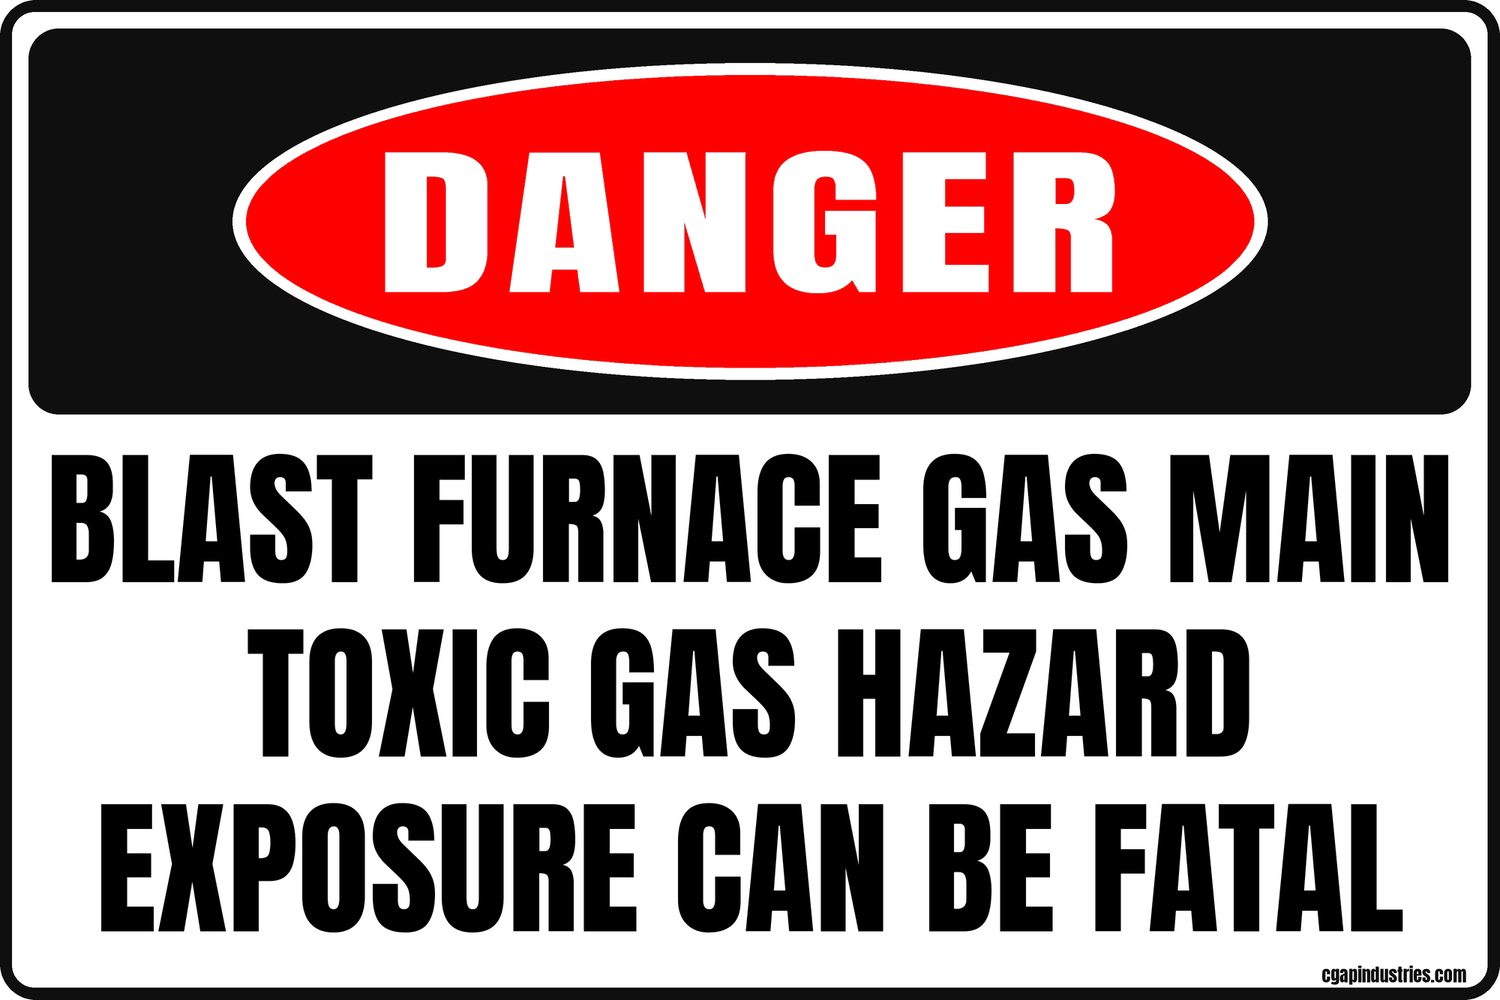 DANGER
BLAST FURNACE GAS MAIN
TOXIC GAS HAZARD
EXPOSURE CAN BE FATAL
cgapindustries.com